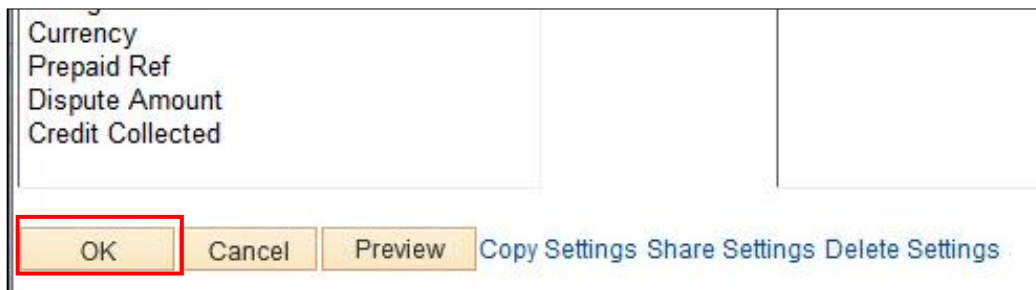 Currency
Prepaid Ref
Dispute Amount
Credit Collected
OK Cancel Preview Copy Settings Share Settings Delete Settings